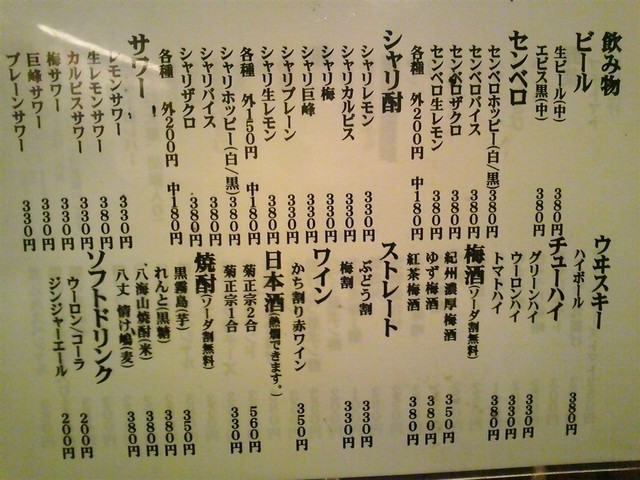 飲み物
ビール
生ビール(中) 380円
エビス黒(中) 380円
センベロ
センベロホッピー(白/黒) 380円
センベロバイス 380円
センベロザクロ 380円
センベロ生レモン 380円
各種 外200円 中180円
シャリ酎
シャリレモン 330円
シャリカルピス 330円
シャリ梅 330円
シャリ巨峰 330円
シャリプレーン 330円
シャリ生レモン 380円
各種 外150円 中180円
シャリホッピー(白/黒) 380円
シャリバイス 380円
シャリザクロ 380円
各種 外200円 中180円
サワー
レモンサワー 330円
生レモンサワー 380円
カルピスサワー 330円
梅サワー 330円
巨峰サワー 330円
プレーンサワー 330円
ウヰスキー
ハイボール 380円
チューハイ
グリーンハイ 330円
ウーロンハイ 330円
トマトハイ 380円
梅酒(ソーダ割無料)
紀州濃厚梅酒 350円
ゆず梅酒 380円
紅茶梅酒 380円
ストレート
ぶどう割 330円
梅割 330円
ワイン
かち割り赤ワイン 350円
日本酒(熱燗できます。)
菊正宗2合 560円
菊正宗1合 330円
焼酎(ソーダ割無料)
黒霧島(芋) 350円
れんと(黒糖) 380円
八海山焼酎(米) 380円
八丈 情け嶋(麦) 380円
ソフトドリンク
ウーロン/コーラ 200円
ジンジャーエール 200円